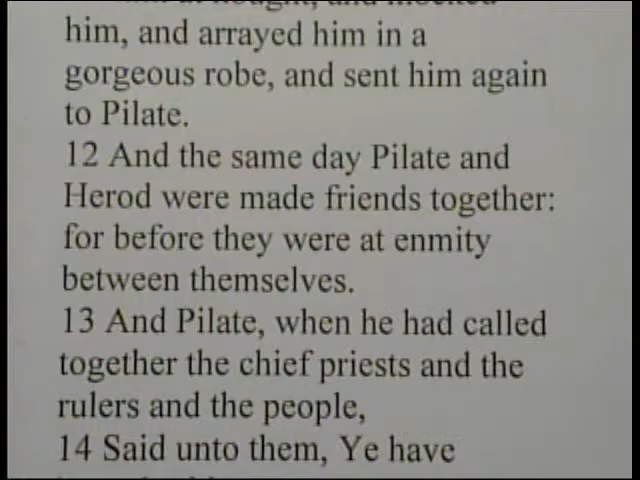 him, and arrayed him in a
gorgeous robe, and sent him again
to Pilate.
12 And the same day Pilate and
Herod were made friends together:
for before they were at enmity
between themselves.
13 And Pilate, when he had called
together the chief priests and the
rulers and the people,
14 Said unto them, Ye have